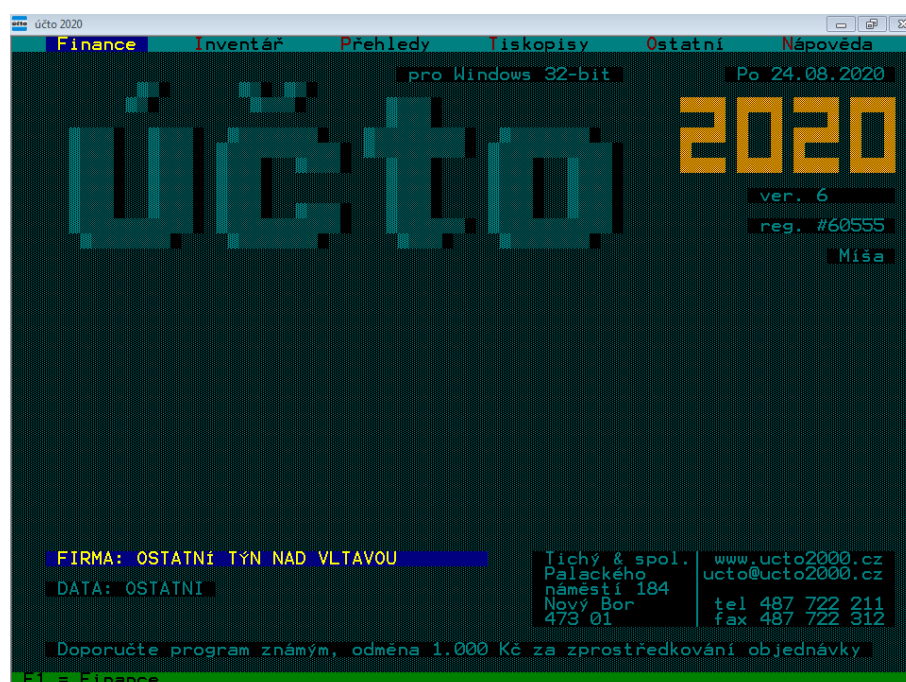 účto účto 2020
Finance Inventář Přehledy Tiskopisy Ostatní Nápověda
pro Windows 32-bit Po 24.08.2020
Účto 2020
ver. 6
reg. #60555
Míša
FIRMA: OSTATNí TÝN NAD VLTAVOU
DATA: OSTATNI
Tichý & spol. www.ucto2000.cz
Palackého ucto@ucto2000.cz
náměstí 184
Nový Bor tel 487 722 211
473 01 fax 487 722 312
Doporučte program známým, odměna 1.000 Kč za zprostředkování objednávky
F1 = Finance